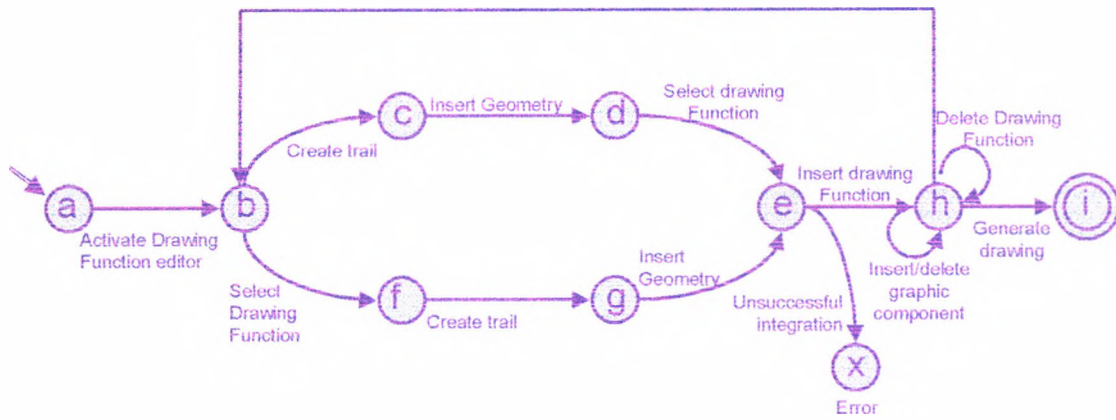 c
Insert Geometry
d
Select drawing
Function
Create trail
Delete Drawing
Function
a
b
e
Insert drawing
Function
h
i
Activate Drawing
Function editor
Generate
drawing
Select
Drawing
Function
f
Create trail
g
Insert
Geometry
Unsuccessful
integration
Insert/delete
graphic
component
x
Error